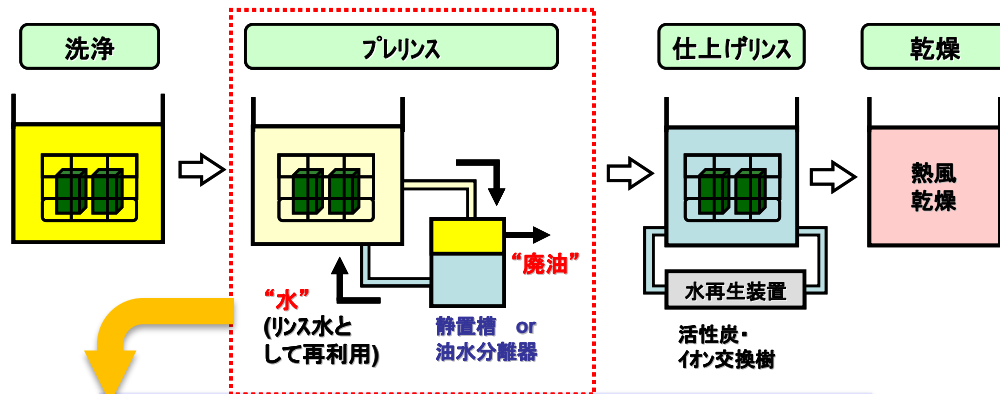 洗浄
プレリンス
仕上げリンス
乾燥
熱風
乾燥
“廃油”
“水”
(リンス水と
して再利用)
静置槽 or
油水分離器
水再生装置
活性炭・
イオン交換樹